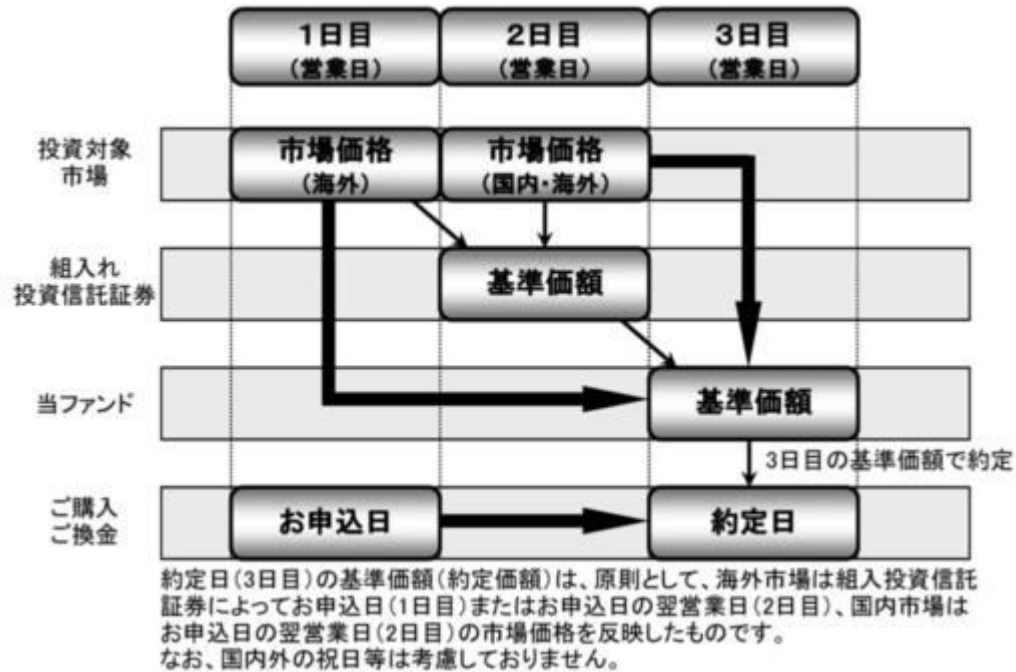 1日目
(営業日)
2日目
(営業日)
3日目
(営業日)
投資対象
市場
市場価格
(海外)
市場価格
(国内・海外)
組入れ
投資信託証券
基準価額
当ファンド
基準価額
3日目の基準価額で約定
ご購入
ご換金
お申込日
約定日
約定日(3日目)の基準価額(約定価額)は、原則として、海外市場は組入投資信託
証券によってお申込日(1日目)またはお申込日の翌営業日(2日目)、国内市場は
お申込日の翌営業日(2日目)の市場価格を反映したものです。
なお、国内外の祝日等は考慮しておりません。